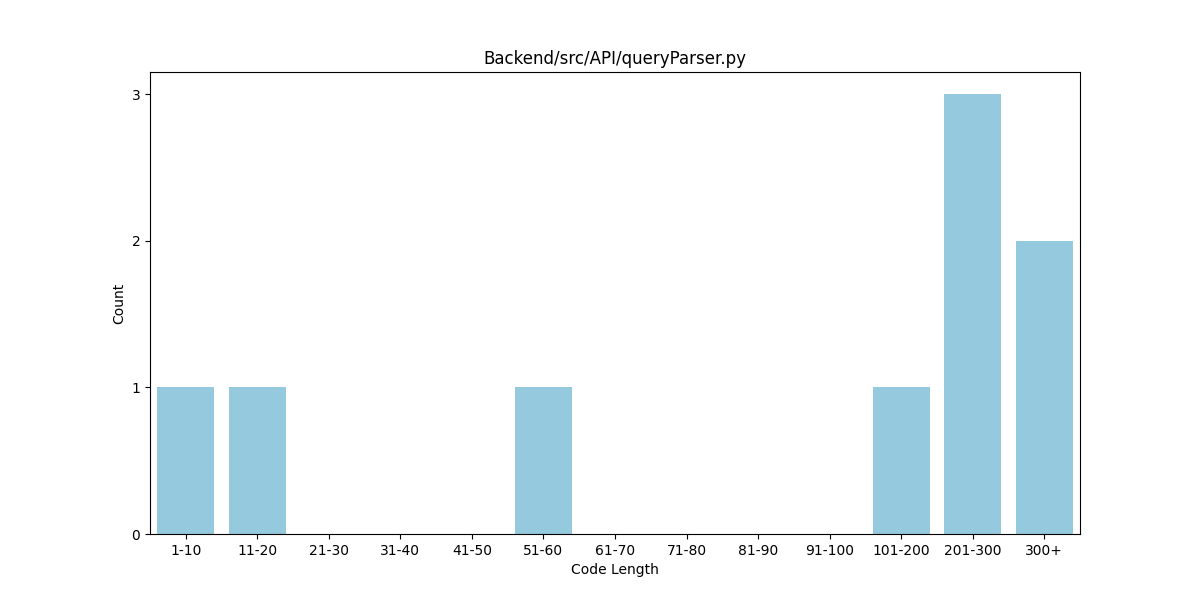 Backend/src/API/queryParser.py
3
2
1
0
Count
1-10 11-20 21-30 31-40 41-50 51-60 61-70 71-80 81-90 91-100 101-200 201-300 300+
Code Length